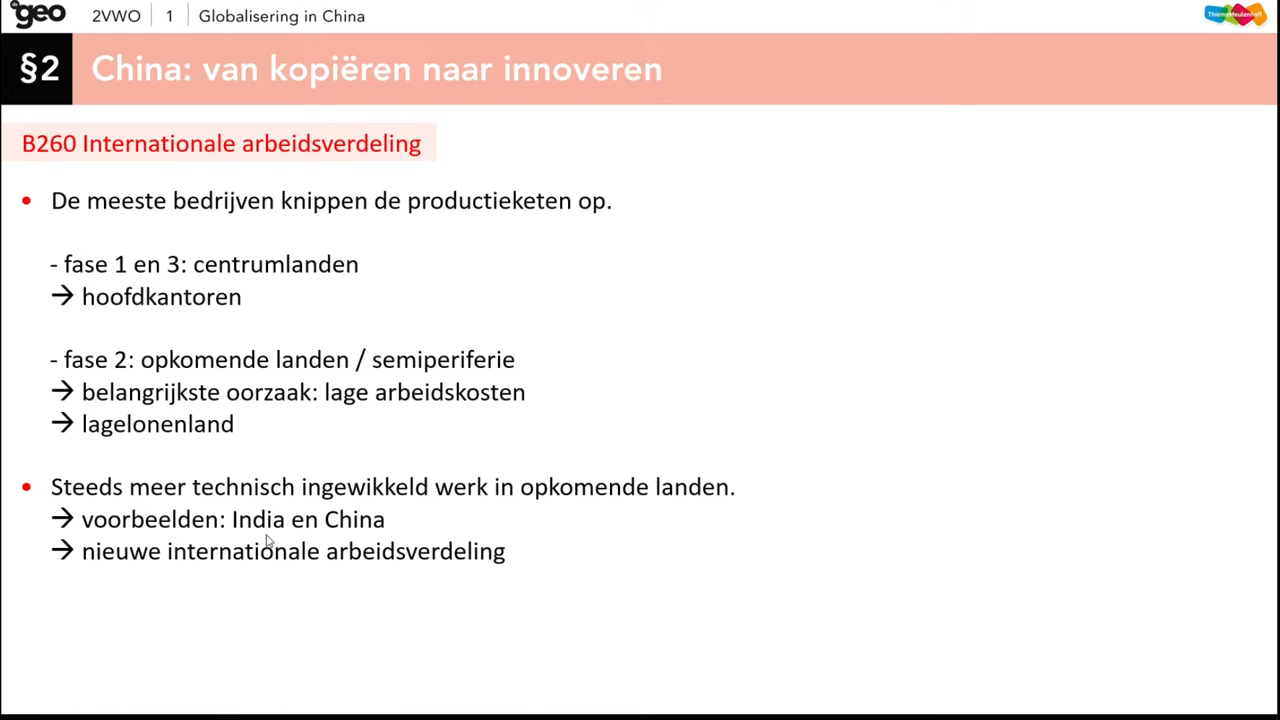 geo 2VWO 1 Globalisering in China ThiemeMeulenhoff
§2 China: van kopiëren naar innoveren
B260 Internationale arbeidsverdeling
• De meeste bedrijven knippen de productieketen op.
- fase 1 en 3: centrumlanden
→ hoofdkantoren
- fase 2: opkomende landen / semiperiferie
→ belangrijkste oorzaak: lage arbeidskosten
→ lagelonenland
• Steeds meer technisch ingewikkeld werk in opkomende landen.
→ voorbeelden: India en China
→ nieuwe internationale arbeidsverdeling